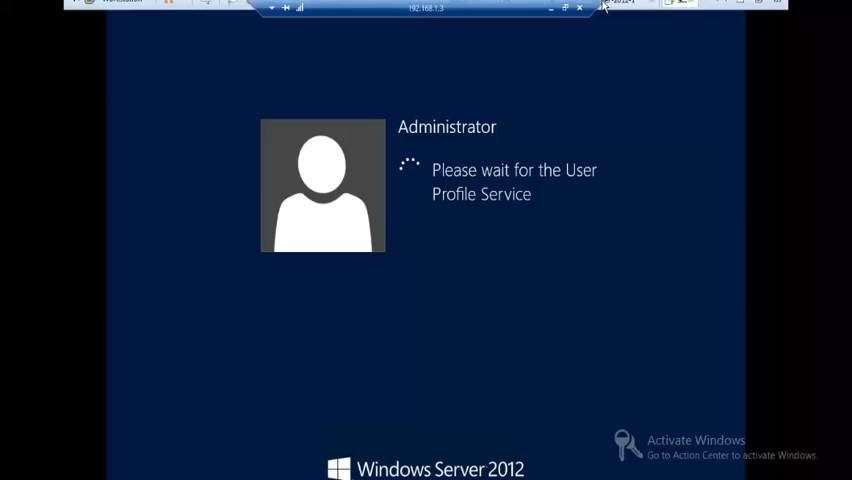 Workstation
192.168.1.3
Administrator
Please wait for the User
Profile Service
Activate Windows
Go to Action Center to activate Windows.
Windows Server 2012